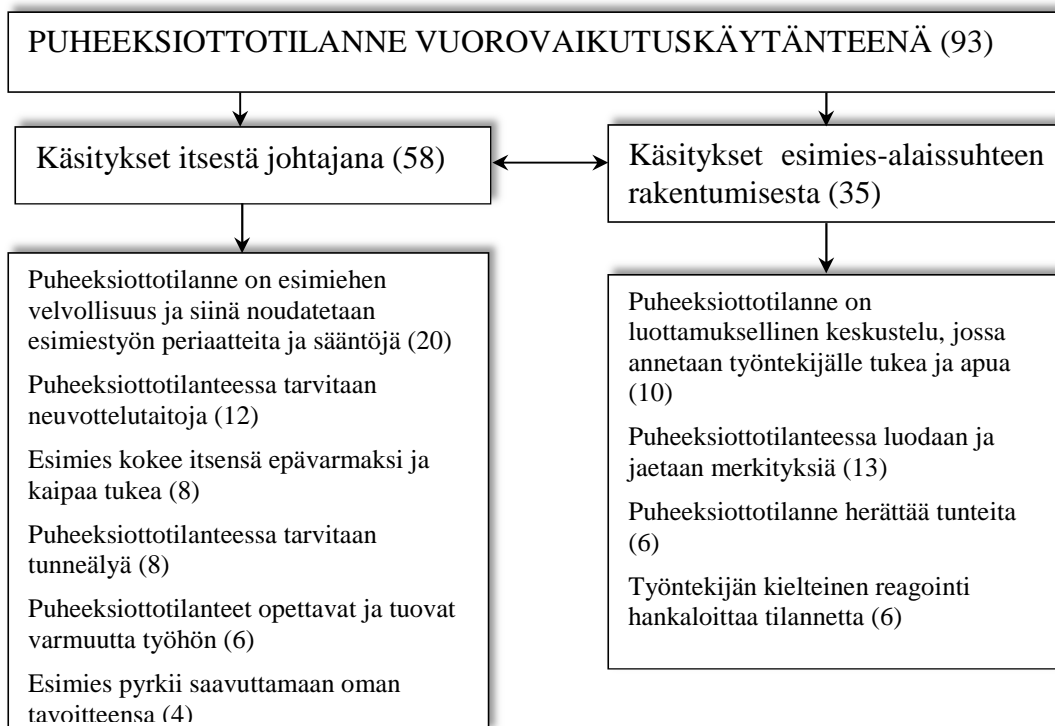 PUHEEKSIOTTOTILANNE VUOROVAIKUTUSKÄYTÄNTEENÄ (93)
Käsitykset itsestä johtajana (58)
Käsitykset esimies-alaissuhteen
rakentumisesta (35)
Puheeksiottotilanne on esimiehen
velvollisuus ja siinä noudatetaan
esimiestyön periaatteita ja sääntöjä (20)
Puheeksiottotilanteessa tarvitaan
neuvottelutaitoja (12)
Esimies kokee itsensä epävarmaksi ja
kaipaa tukea (8)
Puheeksiottotilanteessa tarvitaan
tunneälyä (8)
Puheeksiottotilanteet opettavat ja tuovat
varmuutta työhön (6)
Esimies pyrkii saavuttamaan oman
tavoitteensa (4)
Puheeksiottotilanne on
luottamuksellinen keskustelu, jossa
annetaan työntekijälle tukea ja apua
(10)
Puheeksiottotilanteessa luodaan ja
jaetaan merkityksiä (13)
Puheeksiottotilanne herättää tunteita
(6)
Työntekijän kielteinen reagointi
hankaloittaa tilannetta (6)